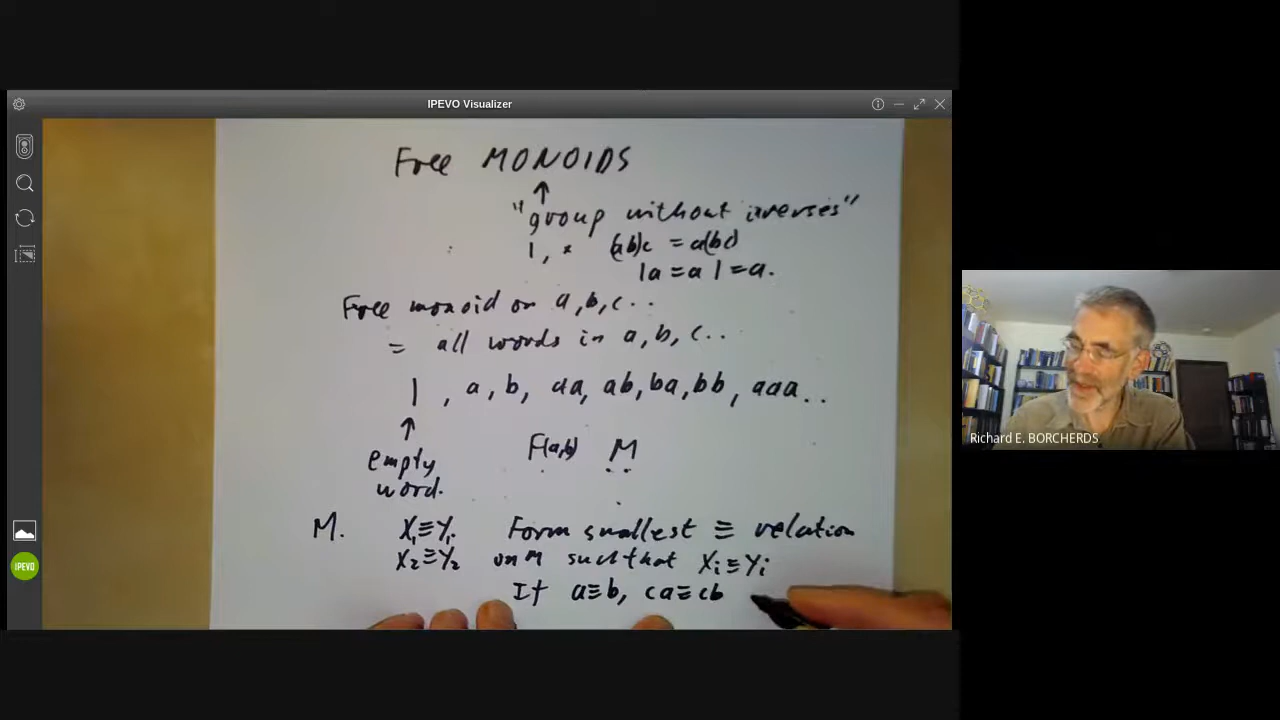 IPEVO Visualizer
Free MONOIDS
↑
"group without inverses"
1, * (ab)c = a(bc)
1a = a1 = a.
Free monoid on a, b, c..
= all words in a, b, c..
1, a, b, aa, ab, ba, bb, aaa..
↑
empty
word.
F(a,b) M
M. X₁≡Y₁. Form smallest ≡ relation
X₂≡Y₂ on M such that Xᵢ≡Yᵢ
If a≡b, ca≡cb
IPEVO
Richard E. BORCHERDS